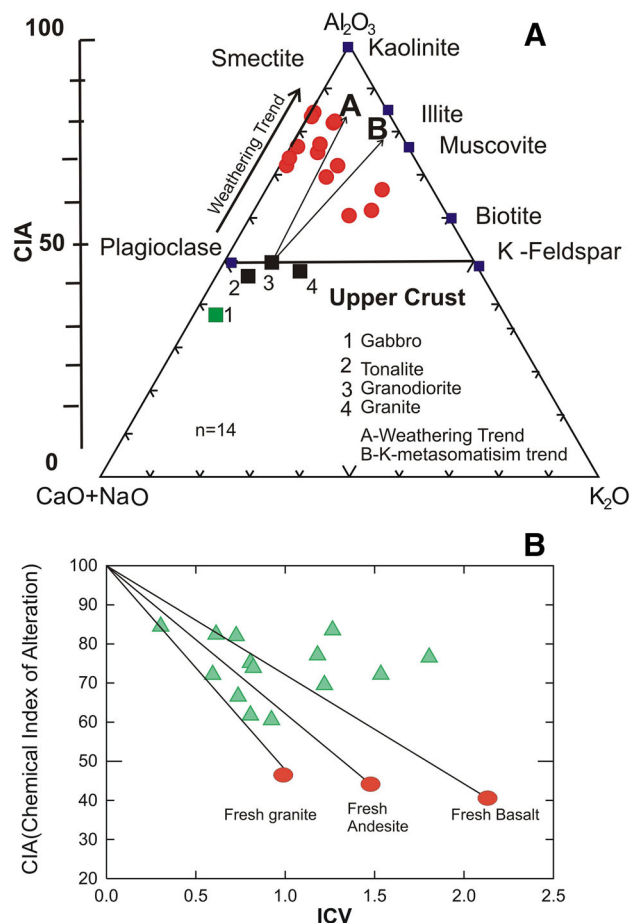 100
Al2O3
A
Smectite
Kaolinite
A
B
Illite
Muscovite
Weathering Trend
CIA
50
Plagioclase
Biotite
K -Feldspar
2
3
4
Upper Crust
1
1 Gabbro
2 Tonalite
3 Granodiorite
4 Granite
n=14
A-Weathering Trend
B-K-metasomatisim trend
0
CaO+NaO
K2O
B
CIA(Chemical Index of Alteration)
100
90
80
70
60
50
40
30
20
Fresh granite
Fresh
Andesite
Fresh Basalt
0.0 0.5 1.0 1.5 2.0 2.5
ICV